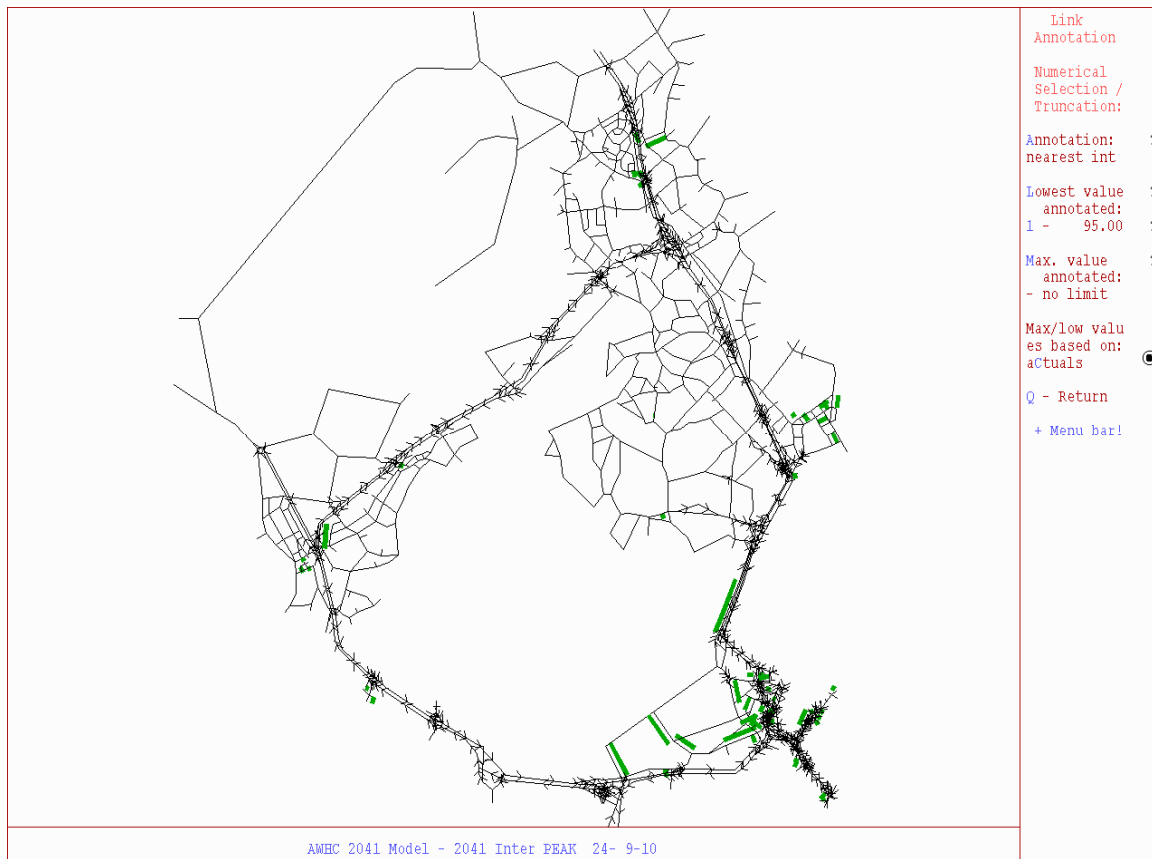 Link
Annotation
Numerical
Selection /
Truncation:
Annotation: ?
nearest int
Lowest value ?
annotated:
1 - 95.00 ?
Max. value ?
annotated:
- no limit
Max/low valu
es based on:
aCtuals
Q - Return
+ Menu bar!
AWHC 2041 Model - 2041 Inter PEAK 24- 9-10